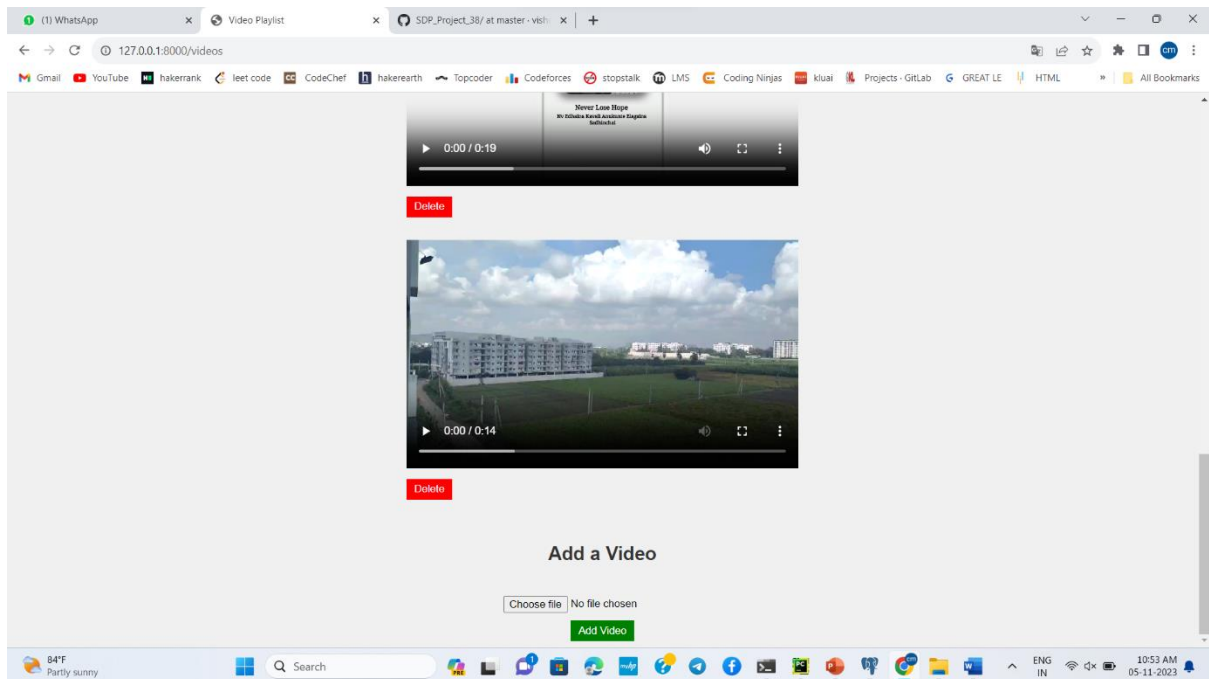 (1) WhatsApp
Video Playlist
SDP_Project_38/ at master · vish
127.0.0.1:8000/videos
Gmail YouTube hakerrank leet code CodeChef hakerearth Topcoder Codeforces stopstalk LMS Coding Ninjas kluai Projects · GitLab GREAT LE HTML » All Bookmarks
Never Lose Hope
0:00 / 0:19
Delete
0:00 / 0:14
Delete
Add a Video
Choose file No file chosen
Add Video
84°F
Partly sunny
Search
ENG
IN
10:53 AM
05-11-2023